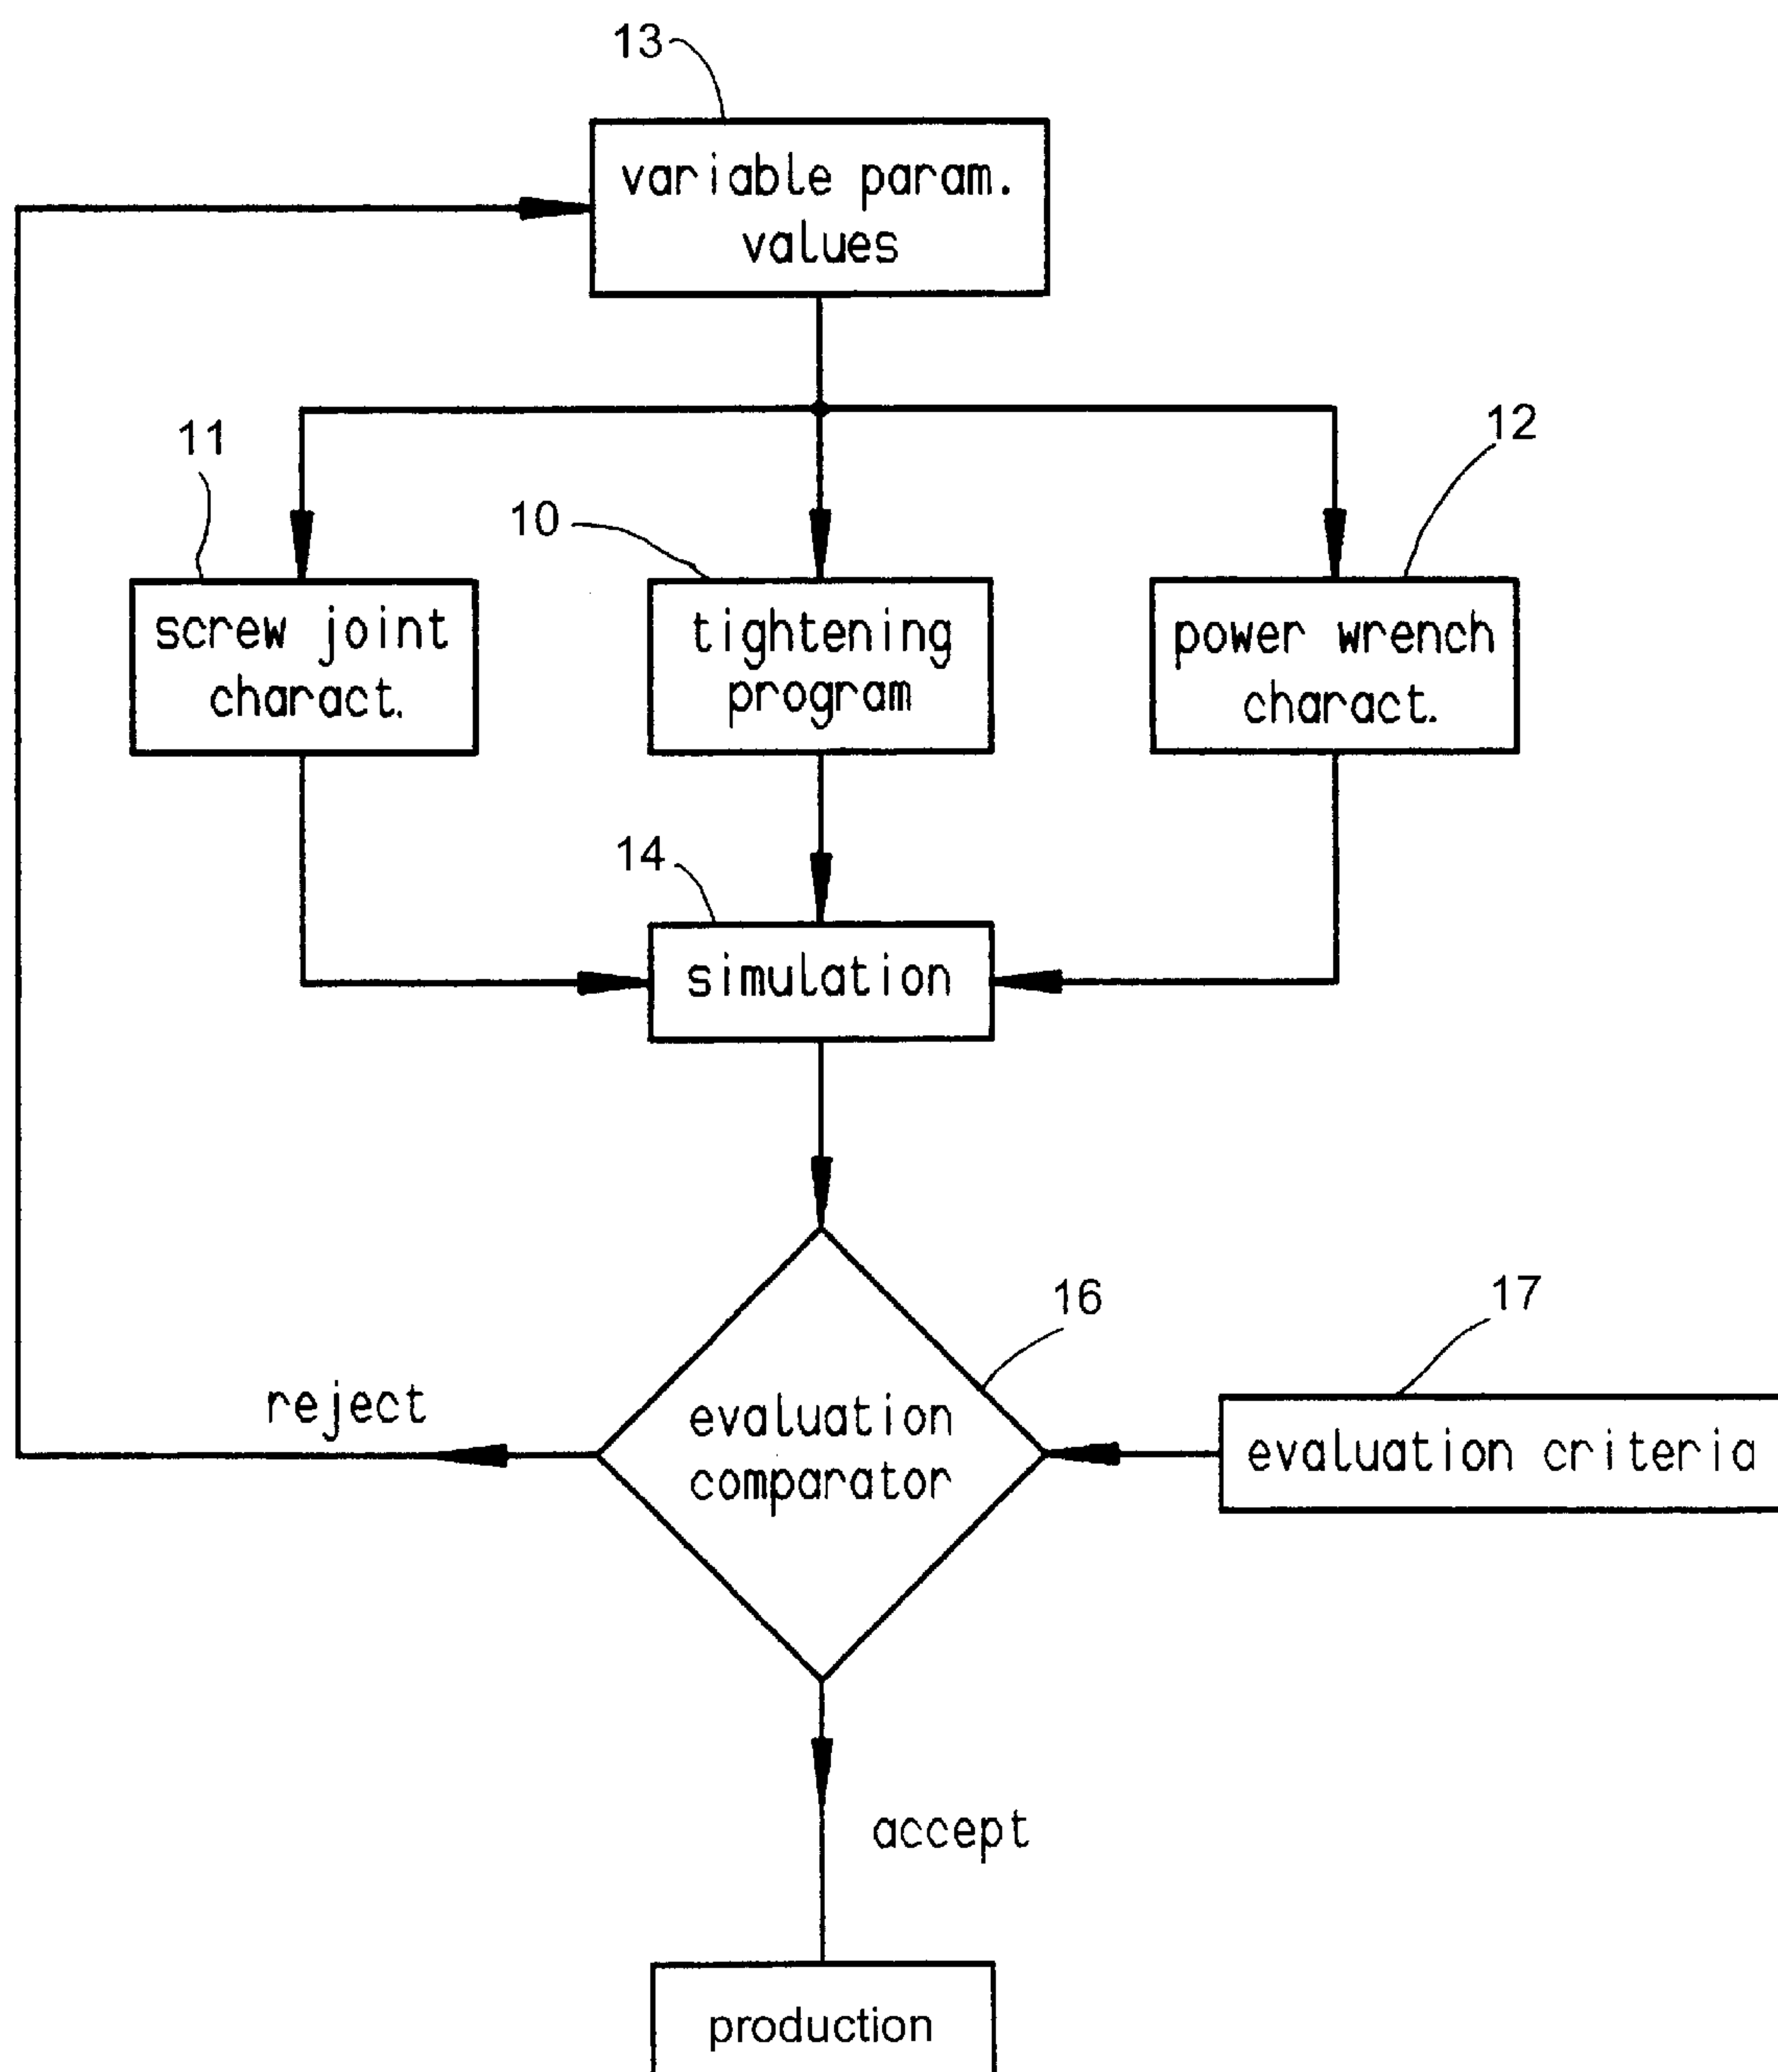 13
variable param.
values
11
12
10
screw joint
charact.
tightening
program
power wrench
charact.
14
simulation
16
17
reject
evaluation
comparator
evaluation criteria
accept
production